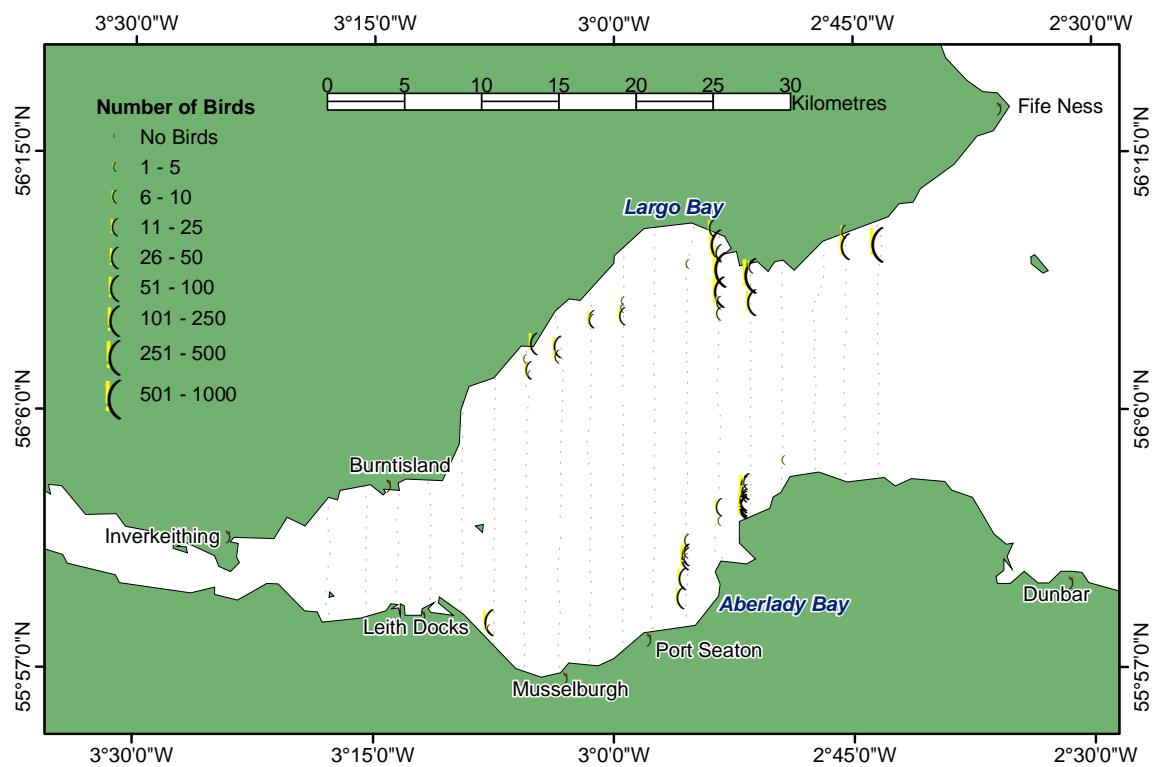 3°30'0"W
3°15'0"W
3°00'0"W
2°45'0"W
2°30'0"W
0 5 10 15 20 25 30
Kilometres
Number of Birds
No Birds
1 - 5
6 - 10
11 - 25
26 - 50
51 - 100
101 - 250
251 - 500
501 - 1000
Fife Ness
56°15'0"N
56°15'0"N
Largo Bay
56°6'0"N
56°6'0"N
Burntisland
Inverkeithing
Leith Docks
Aberlady Bay
Dunbar
Port Seaton
Musselburgh
55°57'0"N
55°57'0"N
3°30'0"W
3°15'0"W
3°00'0"W
2°45'0"W
2°30'0"W